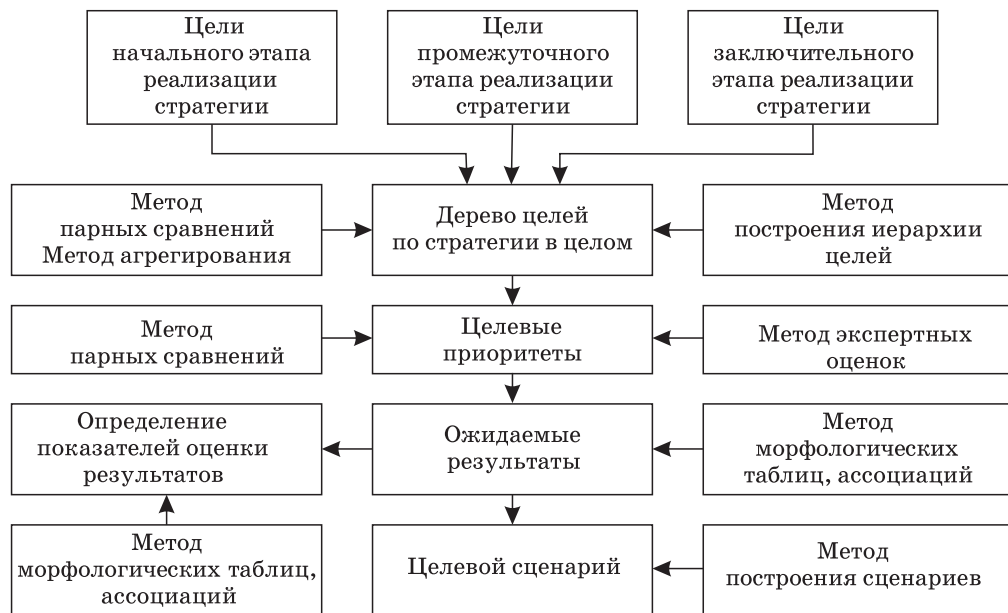 Цели
начального этапа
реализации
стратегии
Цели
промежуточного
этапа реализации
стратегии
Цели
заключительного
этапа реализации
стратегии
Метод
парных сравнений
Метод агрегирования
Дерево целей
по стратегии в целом
Метод
построения иерархии
целей
Метод
парных сравнений
Целевые
приоритеты
Метод экспертных
оценок
Определение
показателей оценки
результатов
Ожидаемые
результаты
Метод
морфологических
таблиц, ассоциаций
Метод
морфологических таблиц,
ассоциаций
Целевой сценарий
Метод
построения сценариев